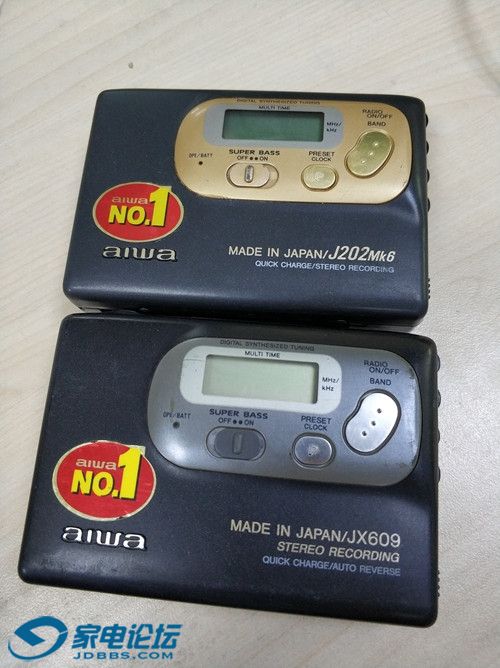 DIGITAL SYNTHESIZED TUNING
MULTI TIME
MHz/
kHz
RADIO
ON/OFF
BAND
OPE/BATT
SUPER BASS
OFF ●● ON
PRESET
CLOCK
aiwa
NO.1
aiwa
MADE IN JAPAN/J202Mk6
QUICK CHARGE/STEREO RECORDING
DIGITAL SYNTHESIZED TUNING
MULTI TIME
MHz/
kHz
RADIO
ON/OFF
BAND
OPE/BATT
SUPER BASS
OFF ●● ON
PRESET
CLOCK
aiwa
NO.1
aiwa
MADE IN JAPAN/JX609
STEREO RECORDING
QUICK CHARGE/AUTO REVERSE
家电论坛
JDBBS.COM